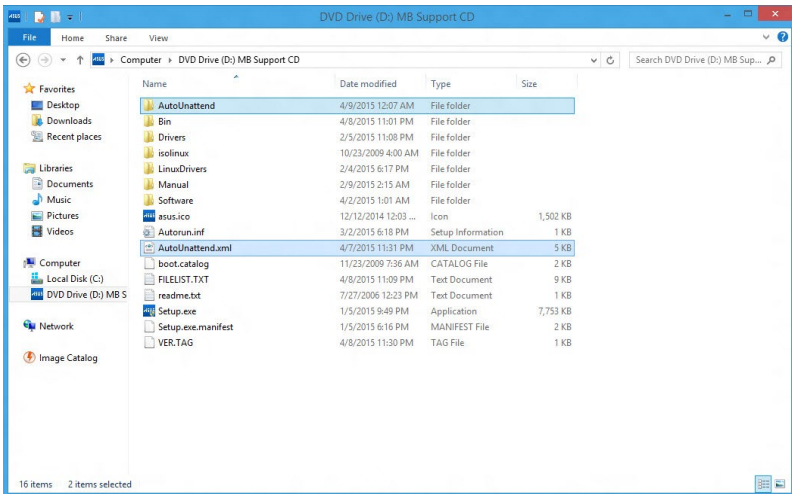 DVD Drive (D:) MB Support CD
File Home Share View
Computer DVD Drive (D:) MB Support CD
Search DVD Drive (D:) MB Sup...
Favorites
Desktop
Downloads
Recent places
Libraries
Documents
Music
Pictures
Videos
Computer
Local Disk (C:)
DVD Drive (D:) MB S
Network
Image Catalog
Name Date modified Type Size
AutoUnattend 4/9/2015 12:07 AM File folder
Bin 4/8/2015 11:01 PM File folder
Drivers 2/5/2015 11:08 PM File folder
isolinux 10/23/2009 4:00 AM File folder
LinuxDrivers 2/4/2015 6:17 PM File folder
Manual 2/9/2015 2:15 AM File folder
Software 4/2/2015 1:01 AM File folder
asus.ico 12/12/2014 12:03 ... Icon 1,502 KB
Autorun.inf 3/2/2015 6:18 PM Setup Information 1 KB
AutoUnattend.xml 4/7/2015 11:31 PM XML Document 5 KB
boot.catalog 11/23/2009 7:36 AM CATALOG File 2 KB
FILELIST.TXT 4/8/2015 11:09 PM Text Document 9 KB
readme.txt 7/27/2006 12:23 PM Text Document 1 KB
Setup.exe 1/5/2015 9:49 PM Application 7,753 KB
Setup.exe.manifest 1/5/2015 6:16 PM MANIFEST File 2 KB
VER.TAG 4/8/2015 11:30 PM TAG File 1 KB
16 items 2 items selected